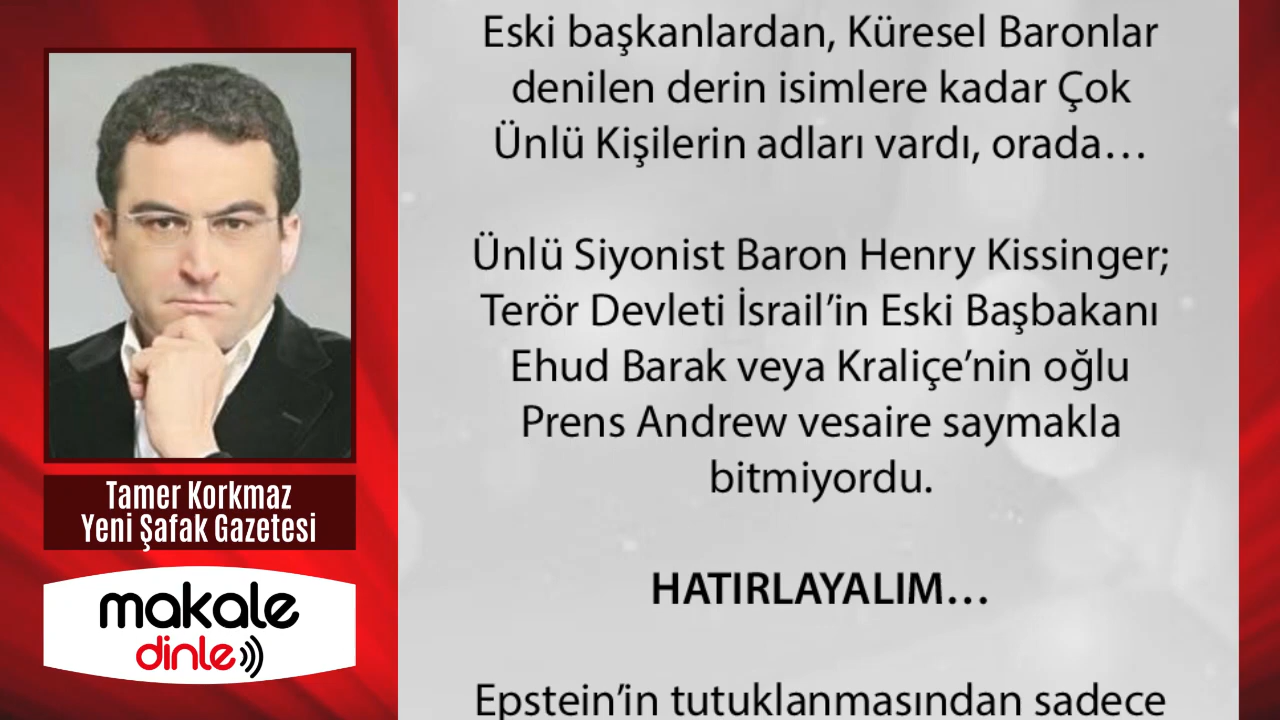 Tamer Korkmaz
Yeni Şafak Gazetesi
makale
dinle
Eski başkanlardan, Küresel Baronlar
denilen derin isimlere kadar Çok
Ünlü Kişilerin adları vardı, orada…
Ünlü Siyonist Baron Henry Kissinger;
Terör Devleti İsrail’in Eski Başbakanı
Ehud Barak veya Kraliçe’nin oğlu
Prens Andrew vesaire saymakla
bitmiyordu.
HATIRLAYALIM…
Epstein’in tutuklanmasından sadece